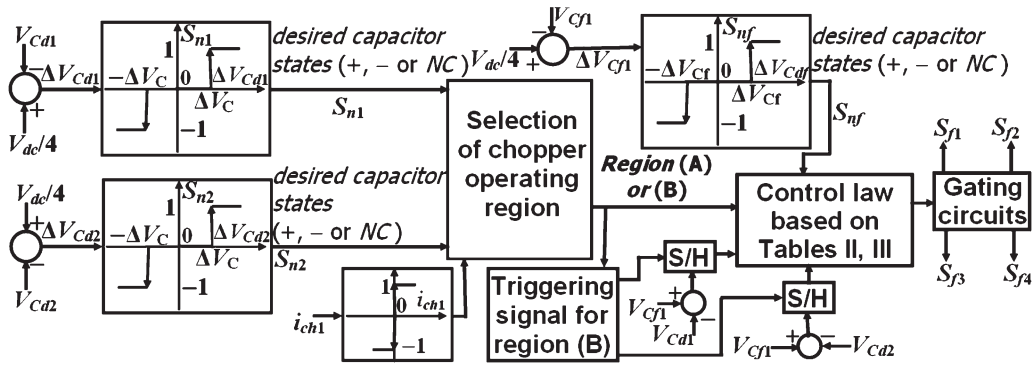 V_Cd1
−
ΔV_Cd1
+
V_dc/4
S_n1
1
−ΔV_C
0
ΔV_Cd1
ΔV_C
−1
desired capacitor
states (+, − or NC)
S_n1
V_dc/4
+
ΔV_Cd2
−
V_Cd2
S_n2
1
−ΔV_C
0
ΔV_Cd2
ΔV_C
−1
desired capacitor
states
(+, − or NC)
S_n2
i_ch1
1
0
i_ch1
−1
Selection
of chopper
operating
region
V_Cf1
−
V_dc/4
+
ΔV_Cf1
S_nf
1
−ΔV_Cf
0
ΔV_Cdf
ΔV_Cf
−1
desired capacitor
states (+, − or NC)
S_nf
Region (A)
or (B)
Triggering
signal for
region (B)
S/H
V_Cf1
+
−
V_Cd1
Control law
based on
Tables II, III
S/H
V_Cf1
+
−
V_Cd2
Gating
circuits
S_f1
S_f2
S_f3
S_f4